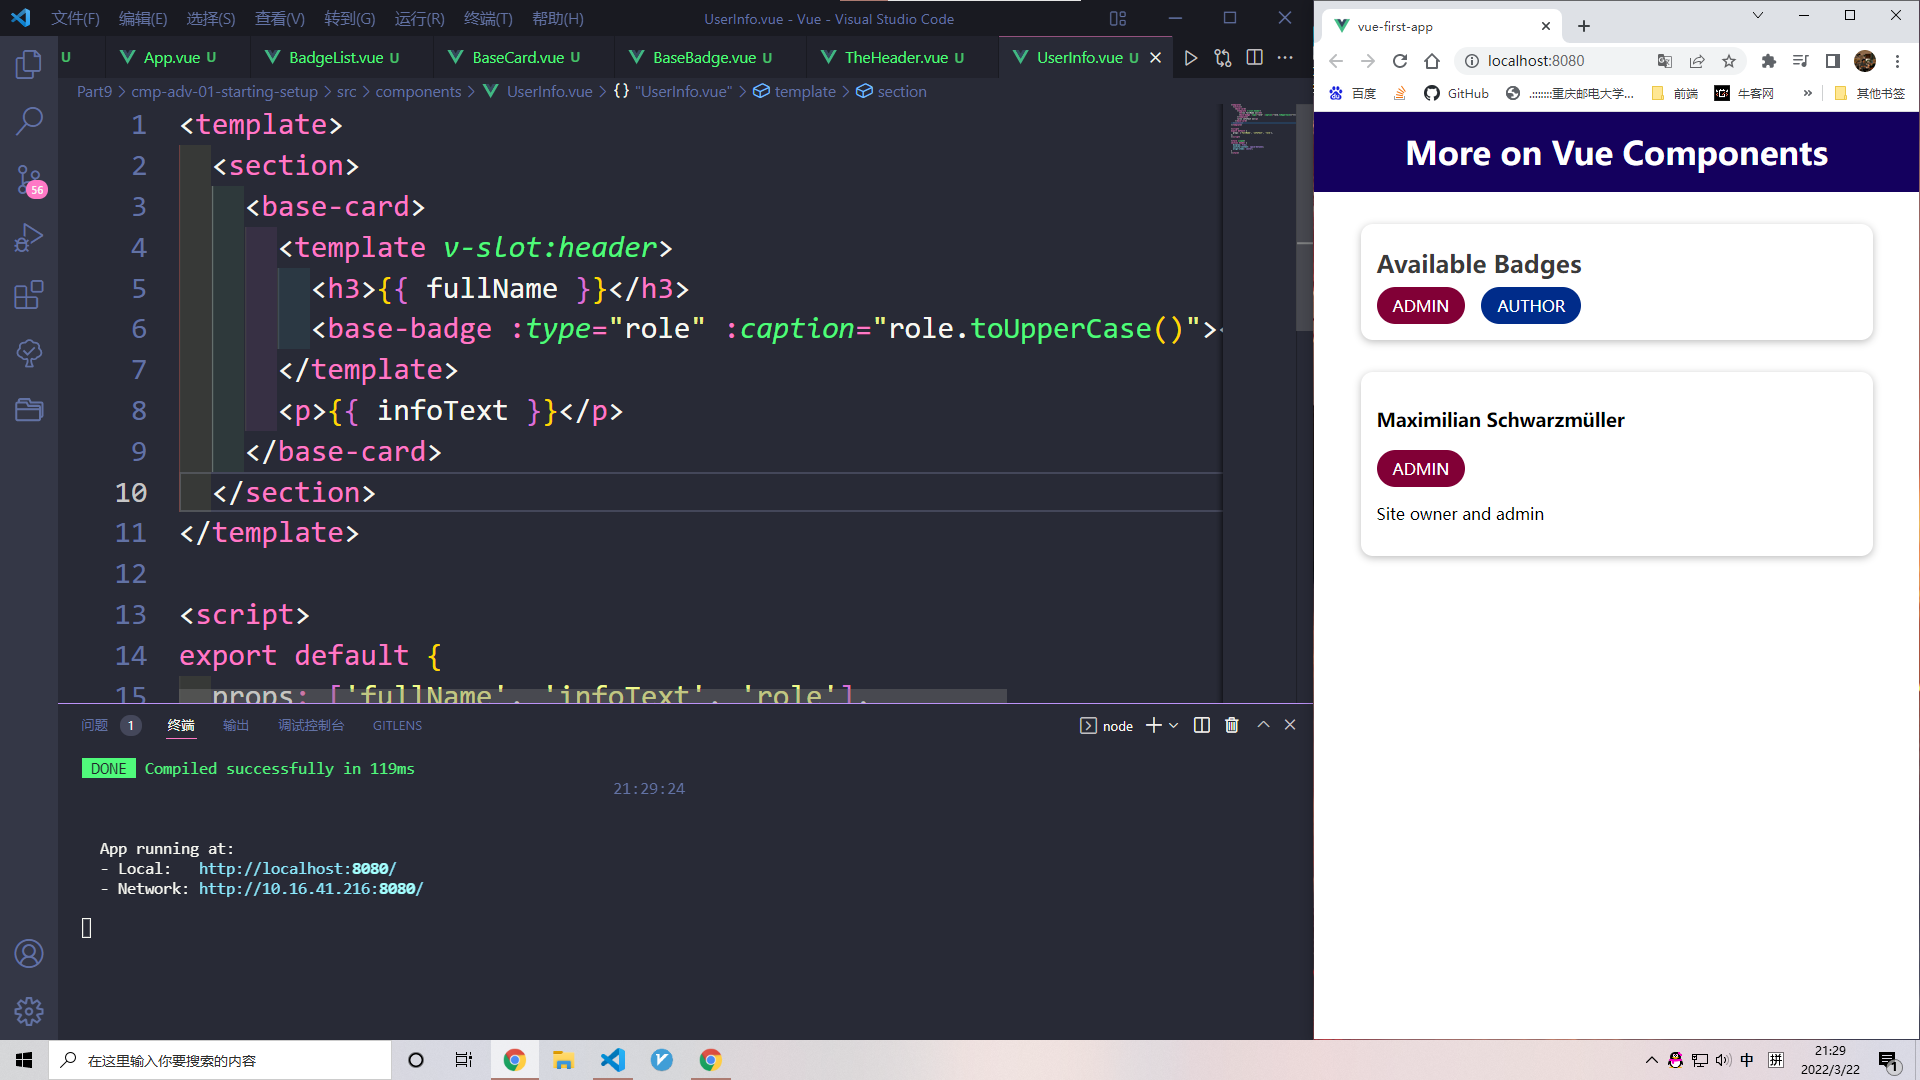 文件(F) 编辑(E) 选择(S) 查看(V) 转到(G) 运行(R) 终端(T) 帮助(H) UserInfo.vue - Vue - Visual Studio Code
U App.vue U BadgeList.vue U BaseCard.vue U BaseBadge.vue U TheHeader.vue U UserInfo.vue U
Part9 > cmp-adv-01-starting-setup > src > components > UserInfo.vue > {} "UserInfo.vue" > template > section
1 <template>
2 <section>
3 <base-card>
4 <template v-slot:header>
5 <h3>{{ fullName }}</h3>
6 <base-badge :type="role" :caption="role.toUpperCase()"><
7 </template>
8 <p>{{ infoText }}</p>
9 </base-card>
10 </section>
11 </template>
12
13 <script>
14 export default {
15 props: ['fullName', 'infoText', 'role'],
56
问题 1 终端 输出 调试控制台 GITLENS node
DONE Compiled successfully in 119ms
21:29:24
App running at:
- Local: http://localhost:8080/
- Network: http://10.16.41.216:8080/
vue-first-app
localhost:8080
百度 GitHub .:::::::重庆邮电大学... 前端 牛客网 » 其他书签
More on Vue Components
Available Badges
ADMIN AUTHOR
Maximilian Schwarzmüller
ADMIN
Site owner and admin
在这里输入你要搜索的内容
中 拼 21:29
2022/3/22
1